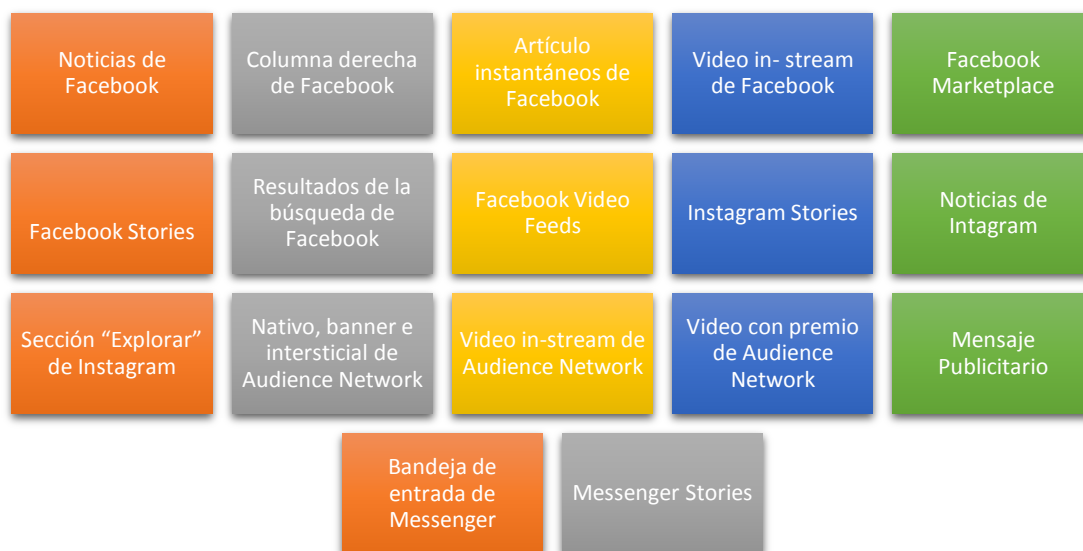 Noticias de
Facebook
Columna derecha
de Facebook
Artículo
instantáneos de
Facebook
Video in- stream
de Facebook
Facebook
Marketplace
Facebook Stories
Resultados de la
búsqueda de
Facebook
Facebook Video
Feeds
Instagram Stories
Noticias de
Intagram
Sección “Explorar”
de Instagram
Nativo, banner e
intersticial de
Audience Network
Video in-stream de
Audience Network
Video con premio
de Audience
Network
Mensaje
Publicitario
Bandeja de
entrada de
Messenger
Messenger Stories